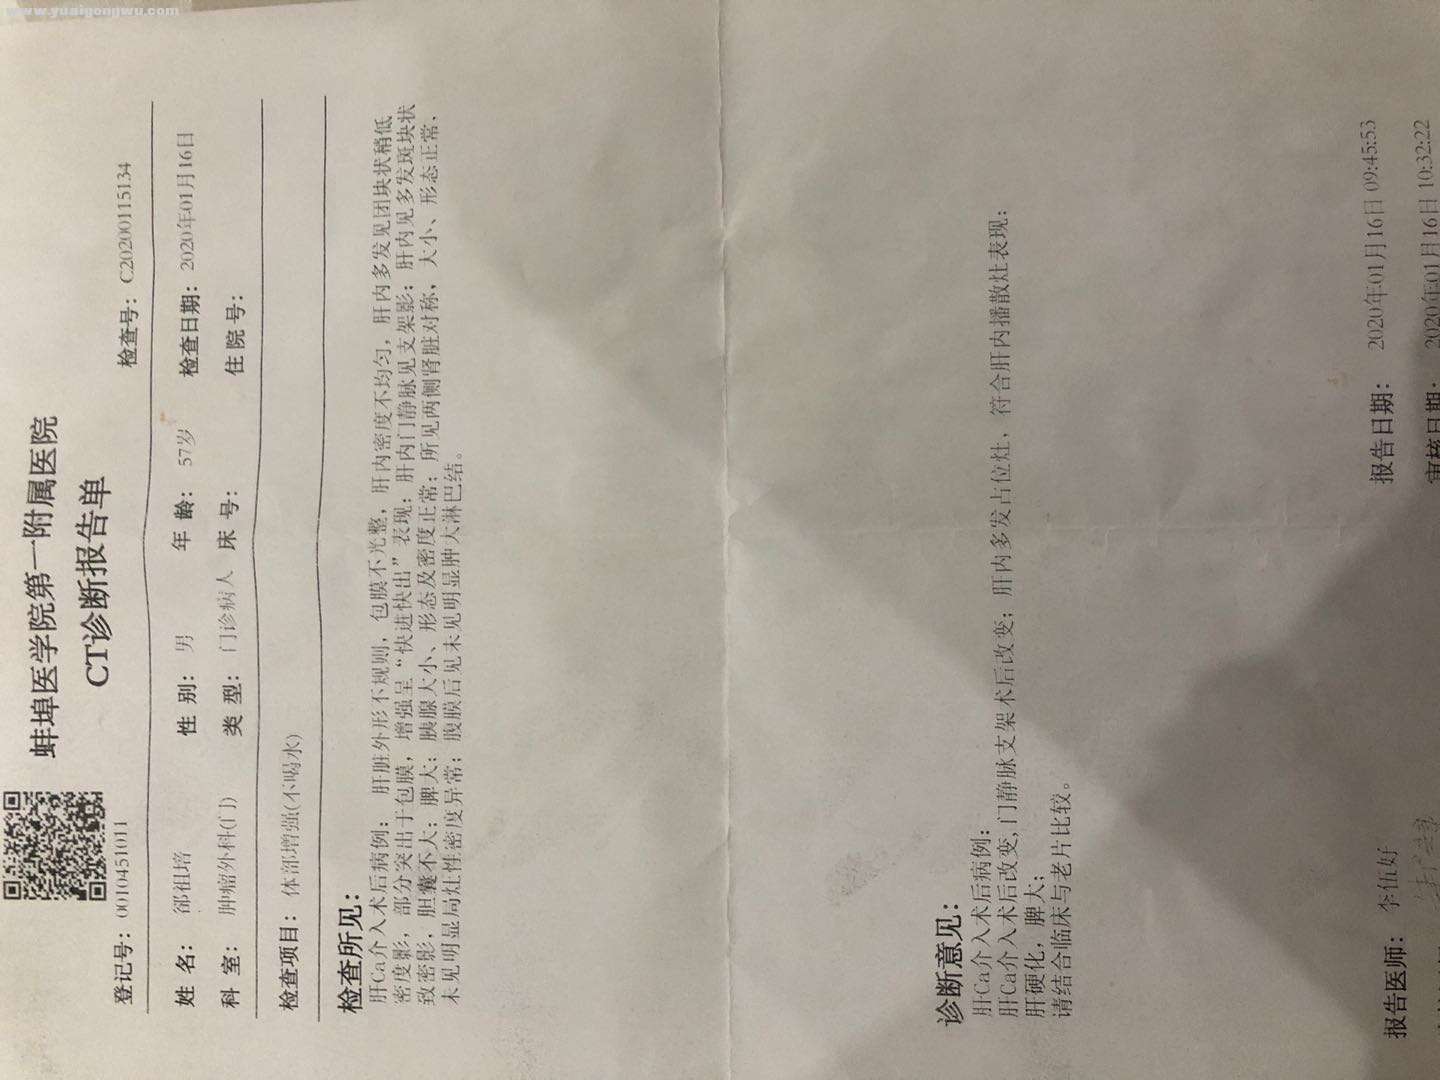 www.yuaigongwu.com
蚌埠医学院第一附属医院
CT诊断报告单
登记号：0010451011 检查号：C20200115134
姓 名：郤祖培 性 别：男 年 龄：57岁 检查日期：2020年01月16日
科 室：肿瘤外科(门) 类 型：门诊病人 床 号： 住 院 号：
检查项目：体部增强(不喝水)
检查所见：
肝Ca介入术后病例： 肝脏外形不规则，包膜不光整，肝内密度不均匀，肝内多发见团块状稍低
密度影，部分突出于包膜，增强呈“快进快出”表现；肝内门静脉见支架影；肝内见多发斑块状
致密影，胆囊不大；脾大；胰腺大小、形态及密度正常；所见两侧肾脏对称，大小、形态正常、
未见明显局灶性密度异常；腹膜后见未见明显肿大淋巴结。
诊断意见：
肝Ca介入术后病例：
肝Ca介入术后改变,门静脉支架术后改变；肝内多发占位灶，符合肝内播散灶表现；
肝硬化，脾大；
请结合临床与老片比较。
报告医师：李伍好 报告日期：2020年01月16日 09:45:53
审核日期：2020年01月16日 10:32:22